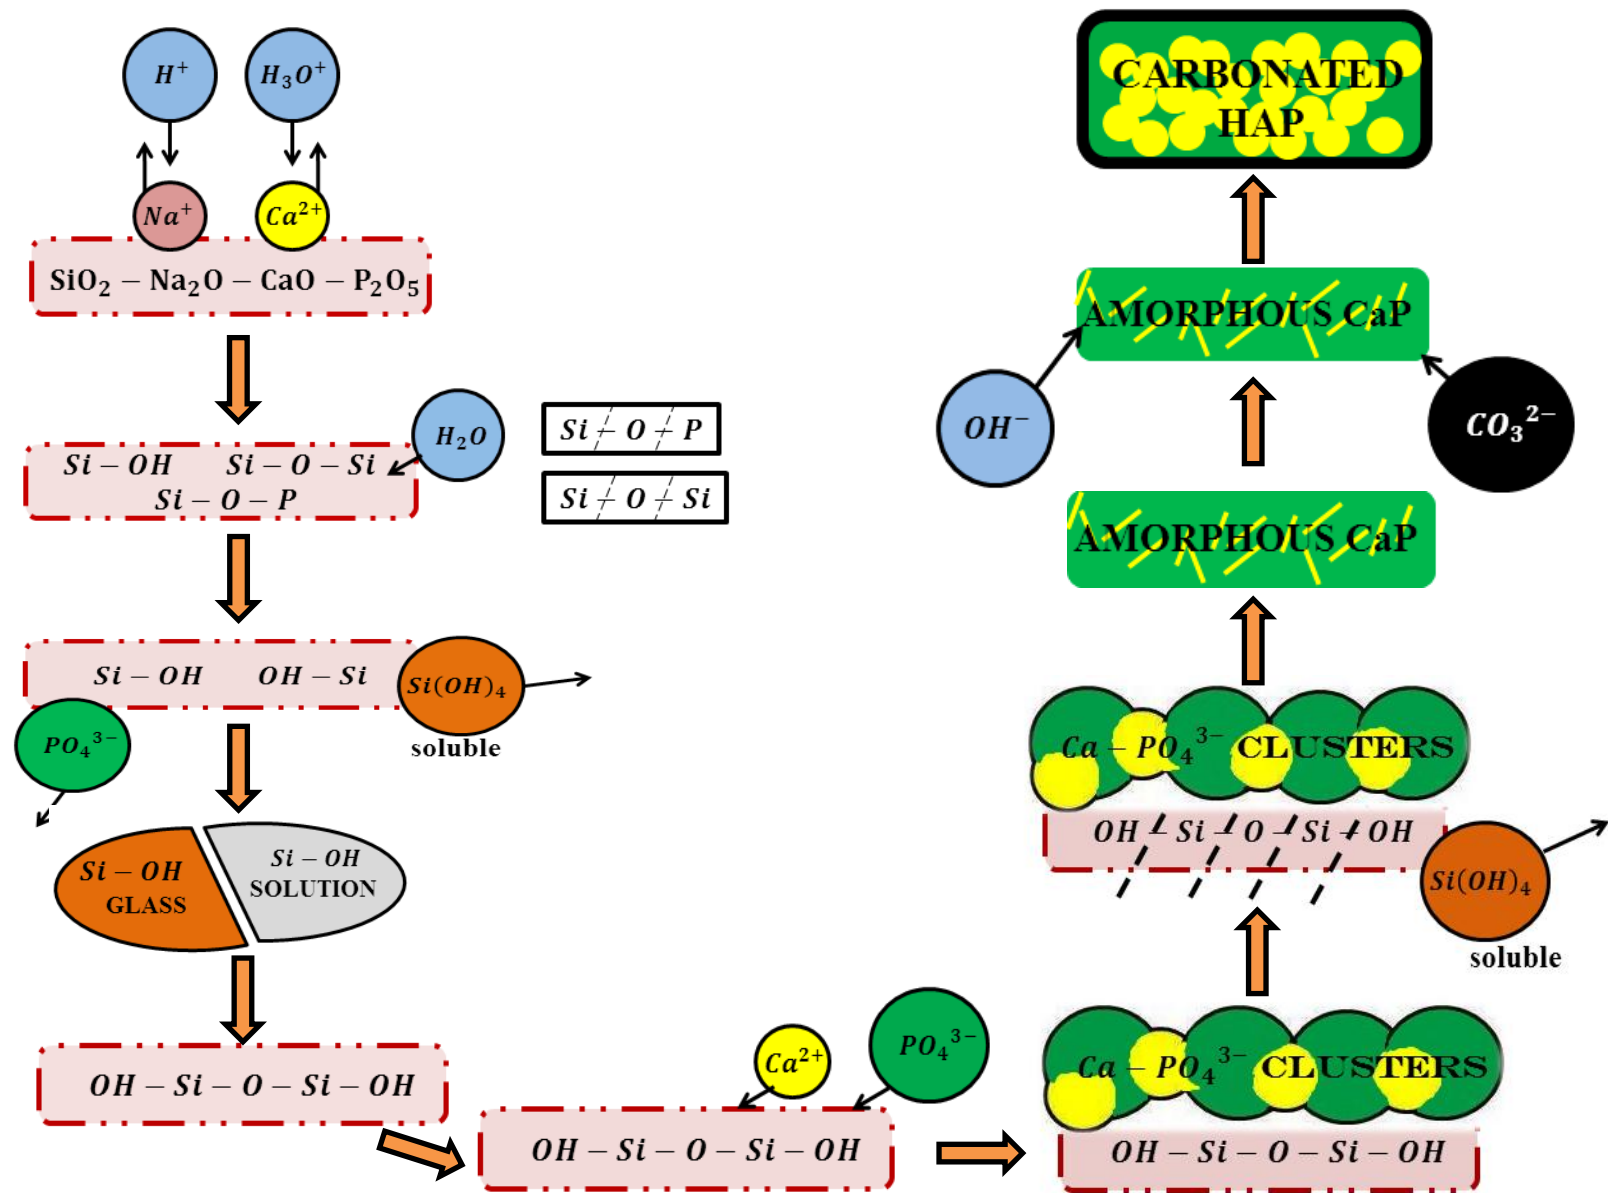 H⁺
H₃O⁺
Na⁺
Ca²⁺
SiO₂ – Na₂O – CaO – P₂O₅
H₂O
Si – OH Si – O – Si
Si – O – P
Si – O – P
Si – O – Si
Si – OH OH – Si
Si(OH)₄
soluble
PO₄³⁻
Si – OH
GLASS
Si – OH
SOLUTION
OH – Si – O – Si – OH
Ca²⁺
PO₄³⁻
OH – Si – O – Si – OH
Ca – PO₄³⁻ CLUSTERS
OH – Si – O – Si – OH
Ca – PO₄³⁻ CLUSTERS
OH – Si – O – Si – OH
Si(OH)₄
soluble
AMORPHOUS CaP
OH⁻
CO₃²⁻
AMORPHOUS CaP
CARBONATED
HAP